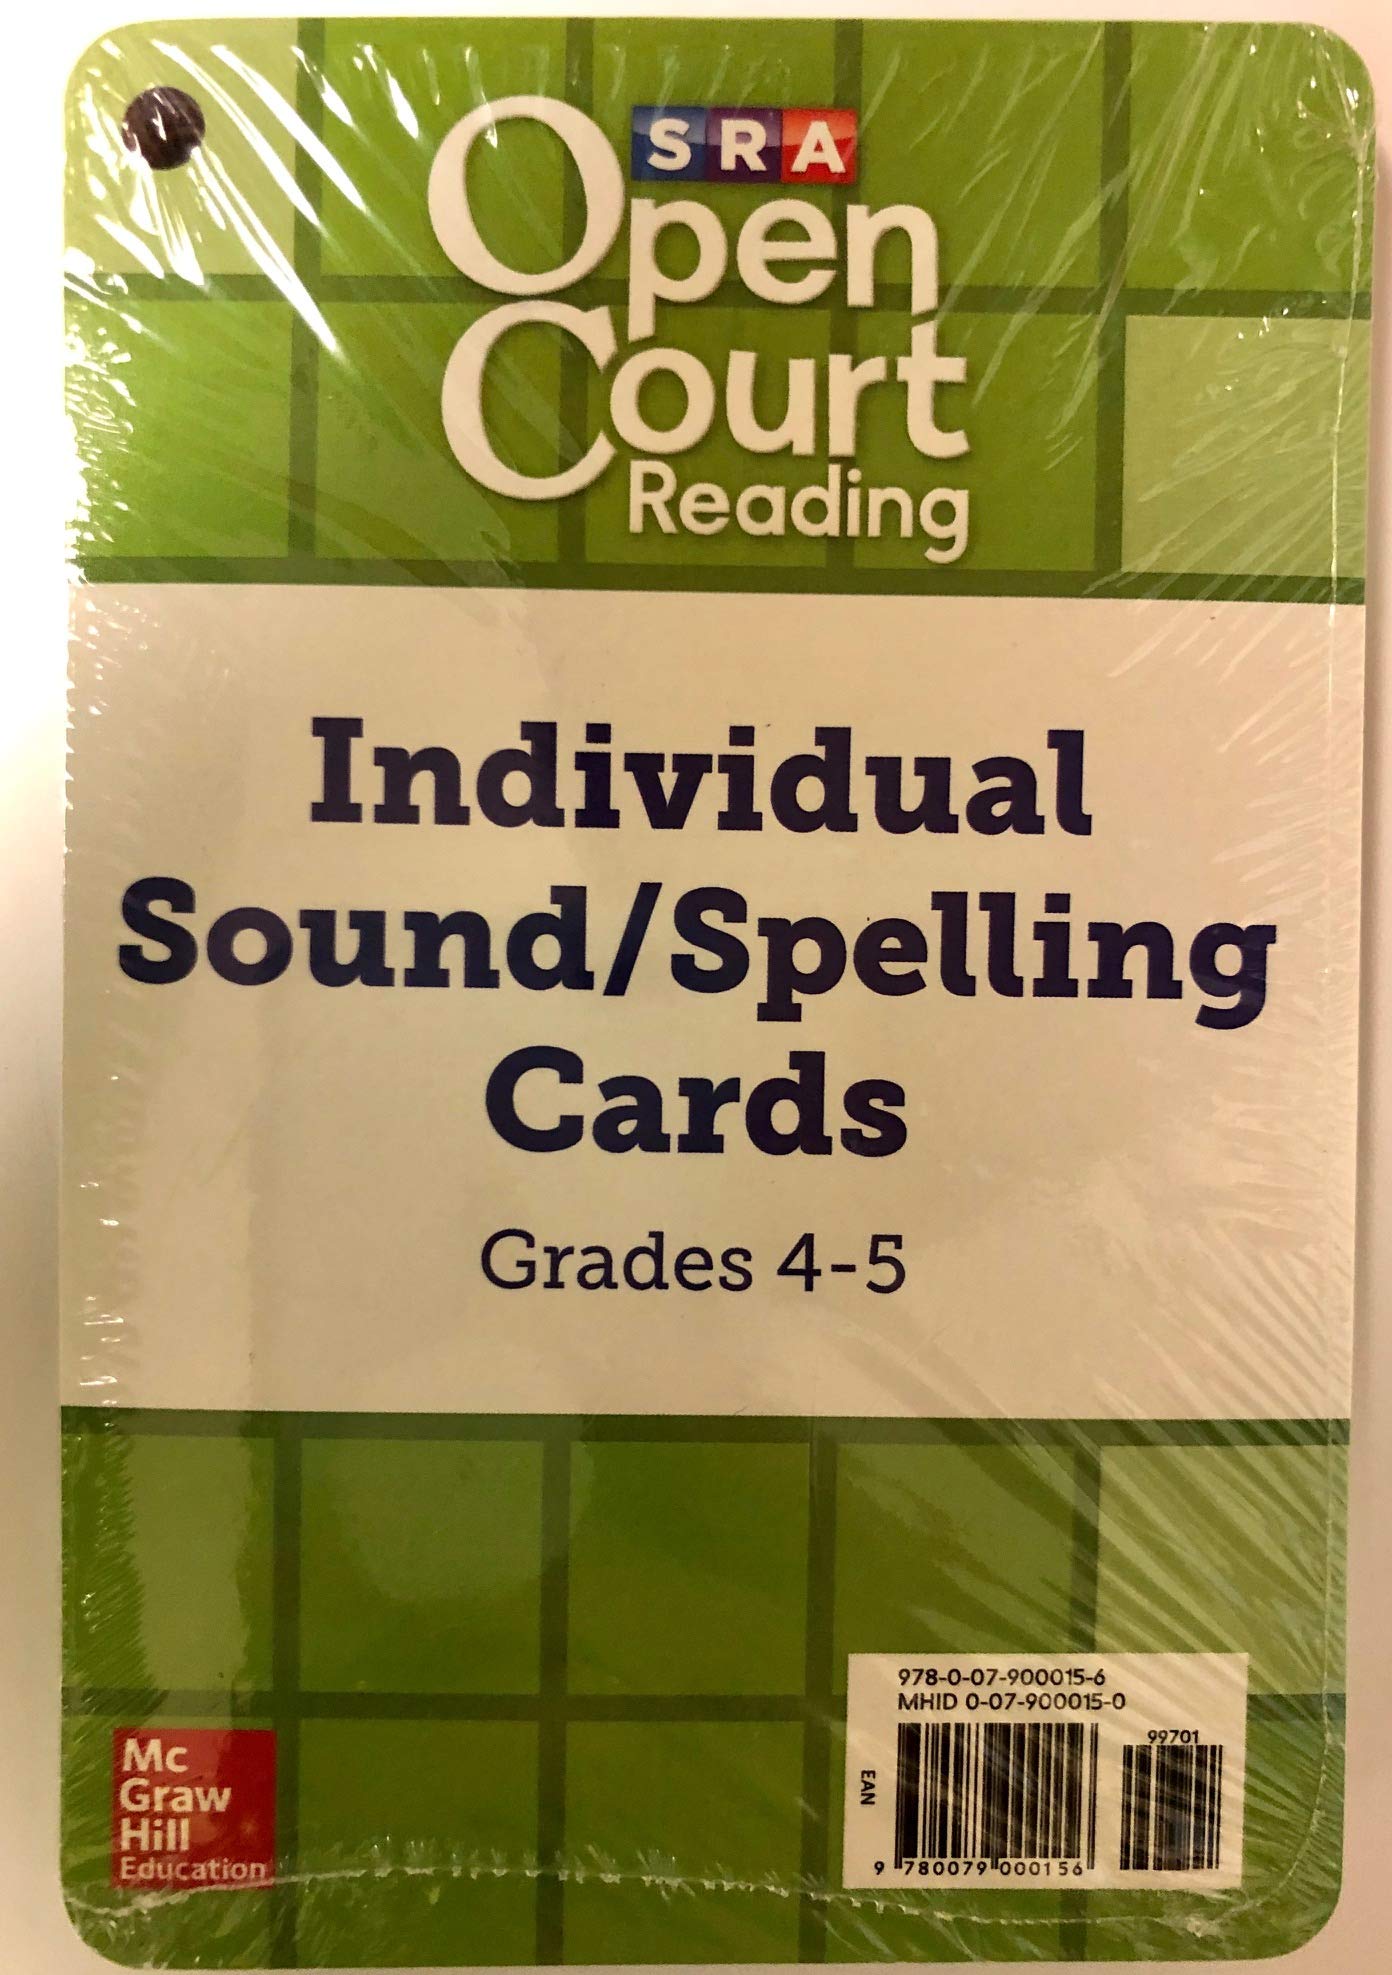 SRA
Open
Court
Reading
Individual
Sound/Spelling
Cards
Grades 4-5
Mc
Graw
Hill
Education
978-0-07-900015-6
MHID 0-07-900015-0
99701
EAN
9 780079 000156